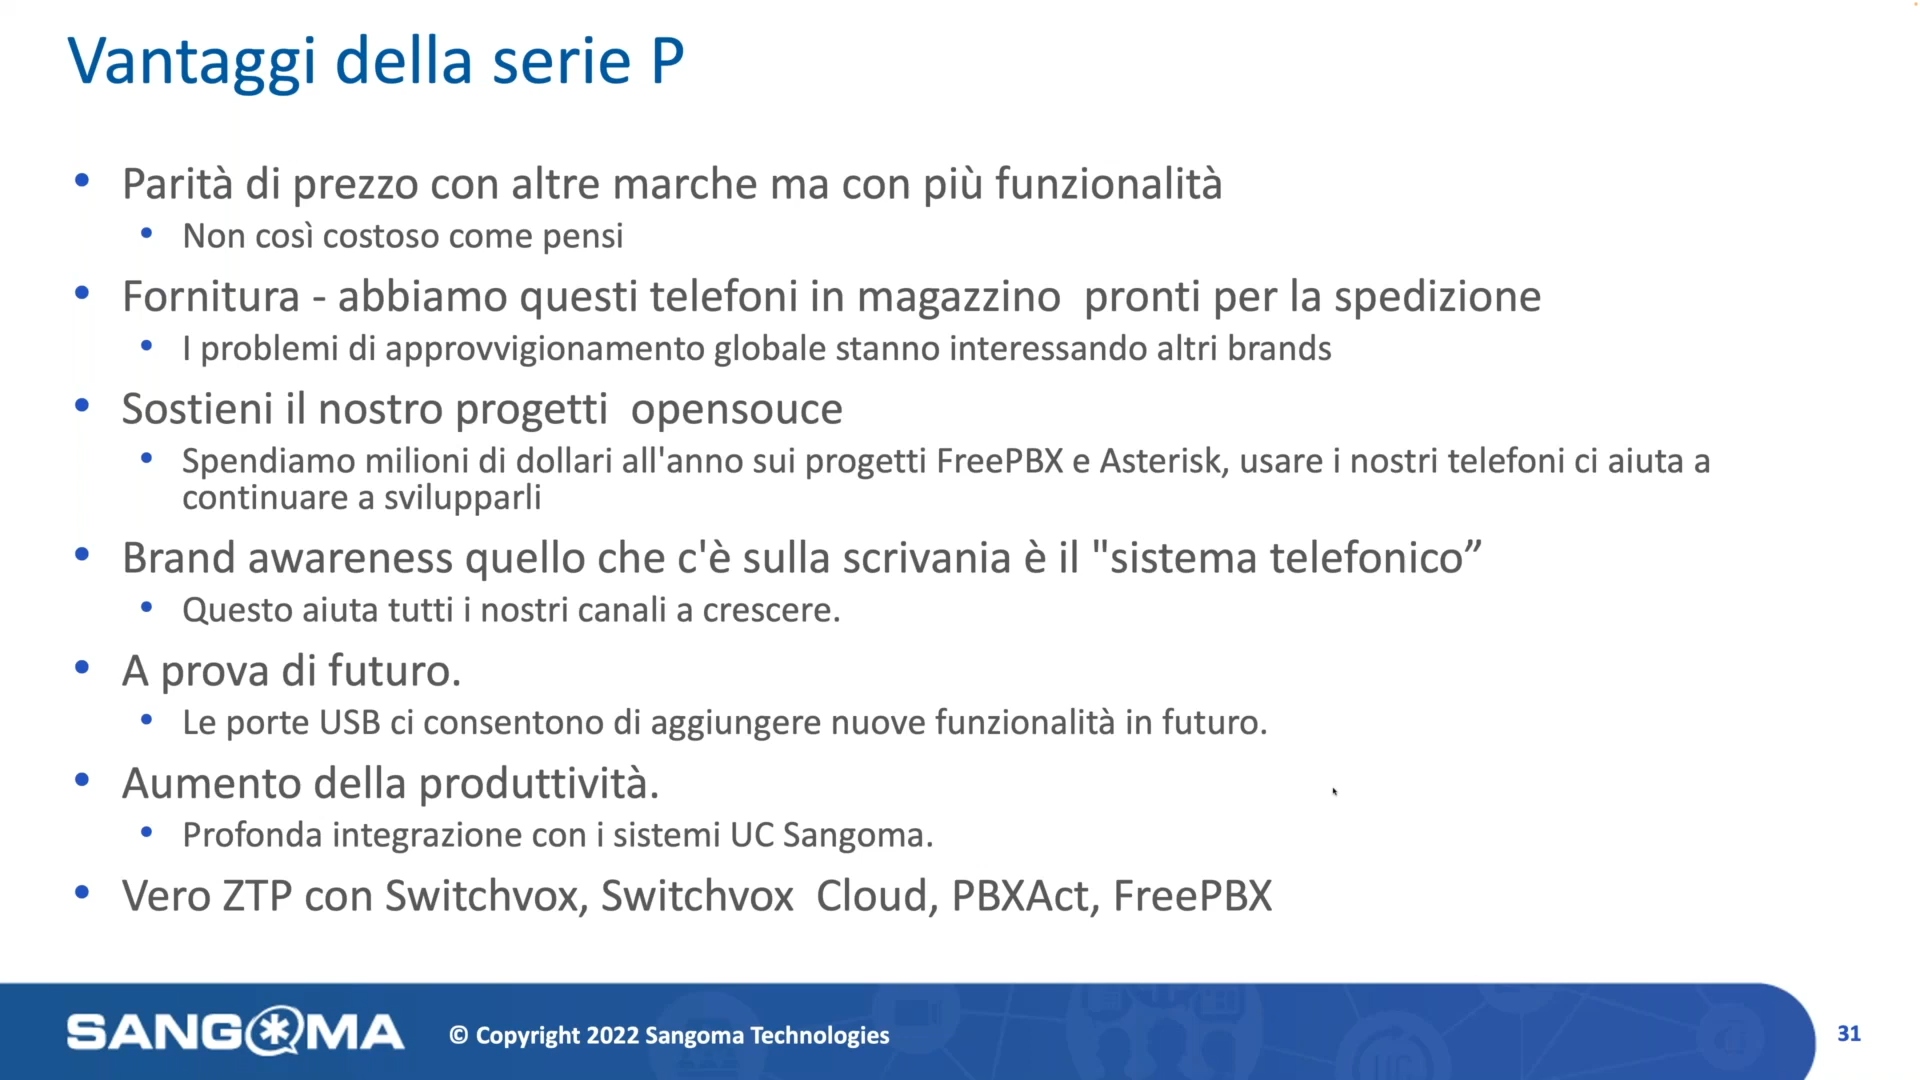 Vantaggi della serie P
• Parità di prezzo con altre marche ma con più funzionalità
• Non così costoso come pensi
• Fornitura - abbiamo questi telefoni in magazzino  pronti per la spedizione
• I problemi di approvvigionamento globale stanno interessando altri brands
• Sostieni il nostro progetti  opensouce
• Spendiamo milioni di dollari all'anno sui progetti FreePBX e Asterisk, usare i nostri telefoni ci aiuta a
continuare a svilupparli
• Brand awareness quello che c'è sulla scrivania è il "sistema telefonico”
• Questo aiuta tutti i nostri canali a crescere.
• A prova di futuro.
• Le porte USB ci consentono di aggiungere nuove funzionalità in futuro.
• Aumento della produttività.
• Profonda integrazione con i sistemi UC Sangoma.
• Vero ZTP con Switchvox, Switchvox  Cloud, PBXAct, FreePBX
SANGOMA
© Copyright 2022 Sangoma Technologies
31